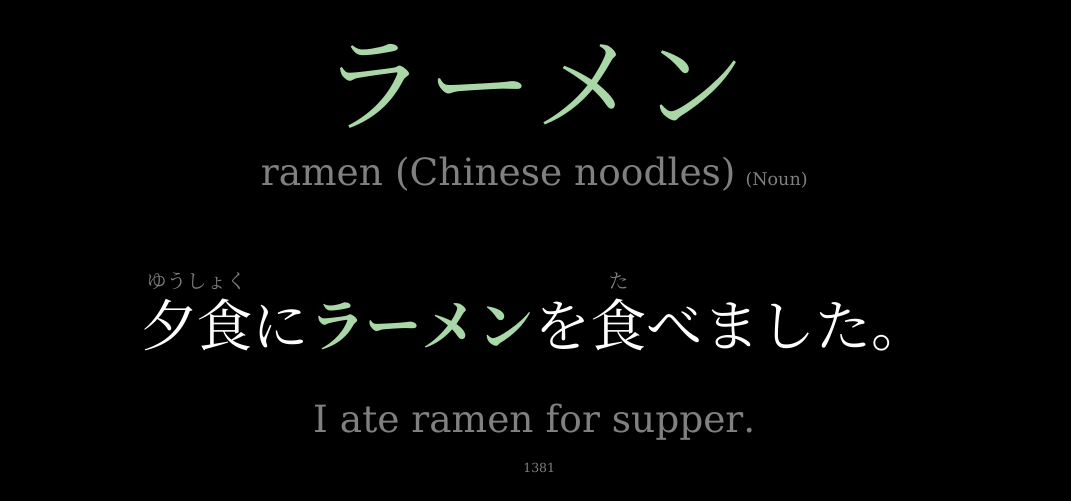 ラーメン
ramen (Chinese noodles) (Noun)
ゆうしょく た
夕食にラーメンを食べました。
I ate ramen for supper.
1381